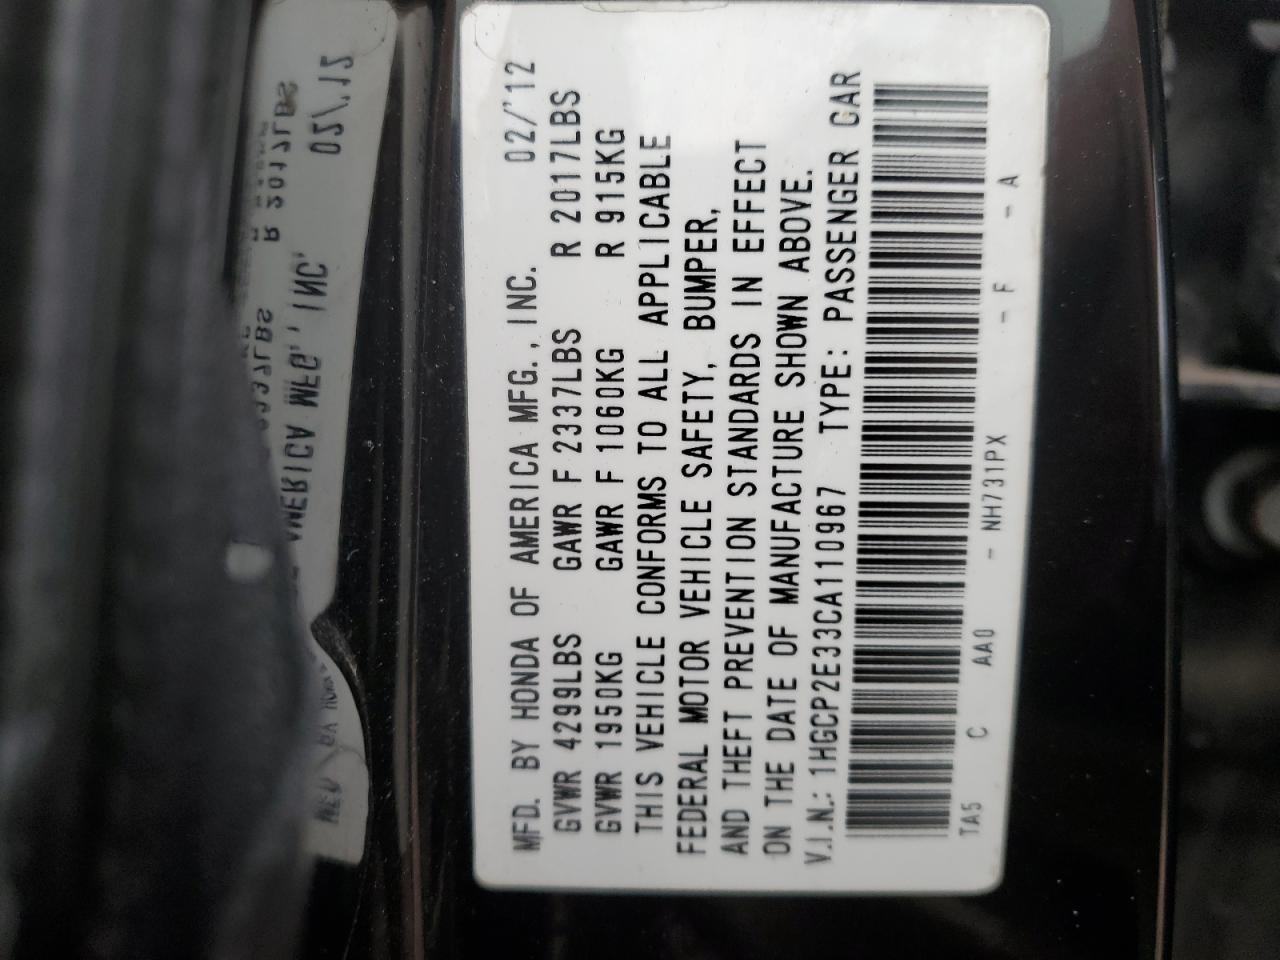 MFD. BY HONDA OF AMERICA MFG., INC. 02/'12
GVWR 4299LBS GAWR F 2337LBS R 2017LBS
GVWR 1950KG GAWR F 1060KG R 915KG
THIS VEHICLE CONFORMS TO ALL APPLICABLE
FEDERAL MOTOR VEHICLE SAFETY, BUMPER,
AND THEFT PREVENTION STANDARDS IN EFFECT
ON THE DATE OF MANUFACTURE SHOWN ABOVE.
V.I.N.: 1HGCP2E33CA110967 TYPE: PASSENGER CAR
TA5 C AA0 - NH731PX - F - A